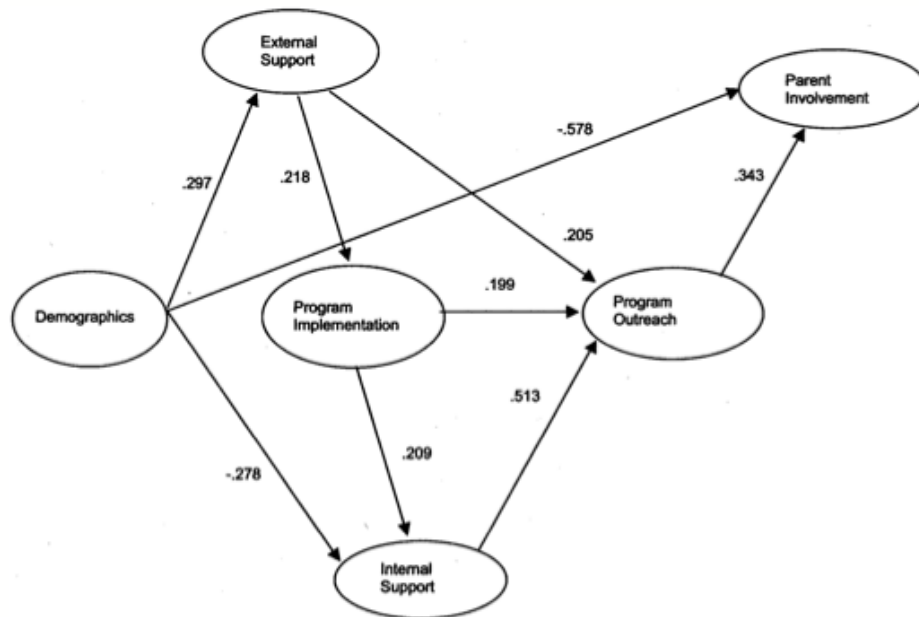 External
Support
Parent
Involvement
-.578
.297
.218
.343
.205
Demographics
Program
Implementation
.199
Program
Outreach
.513
.209
-.278
Internal
Support